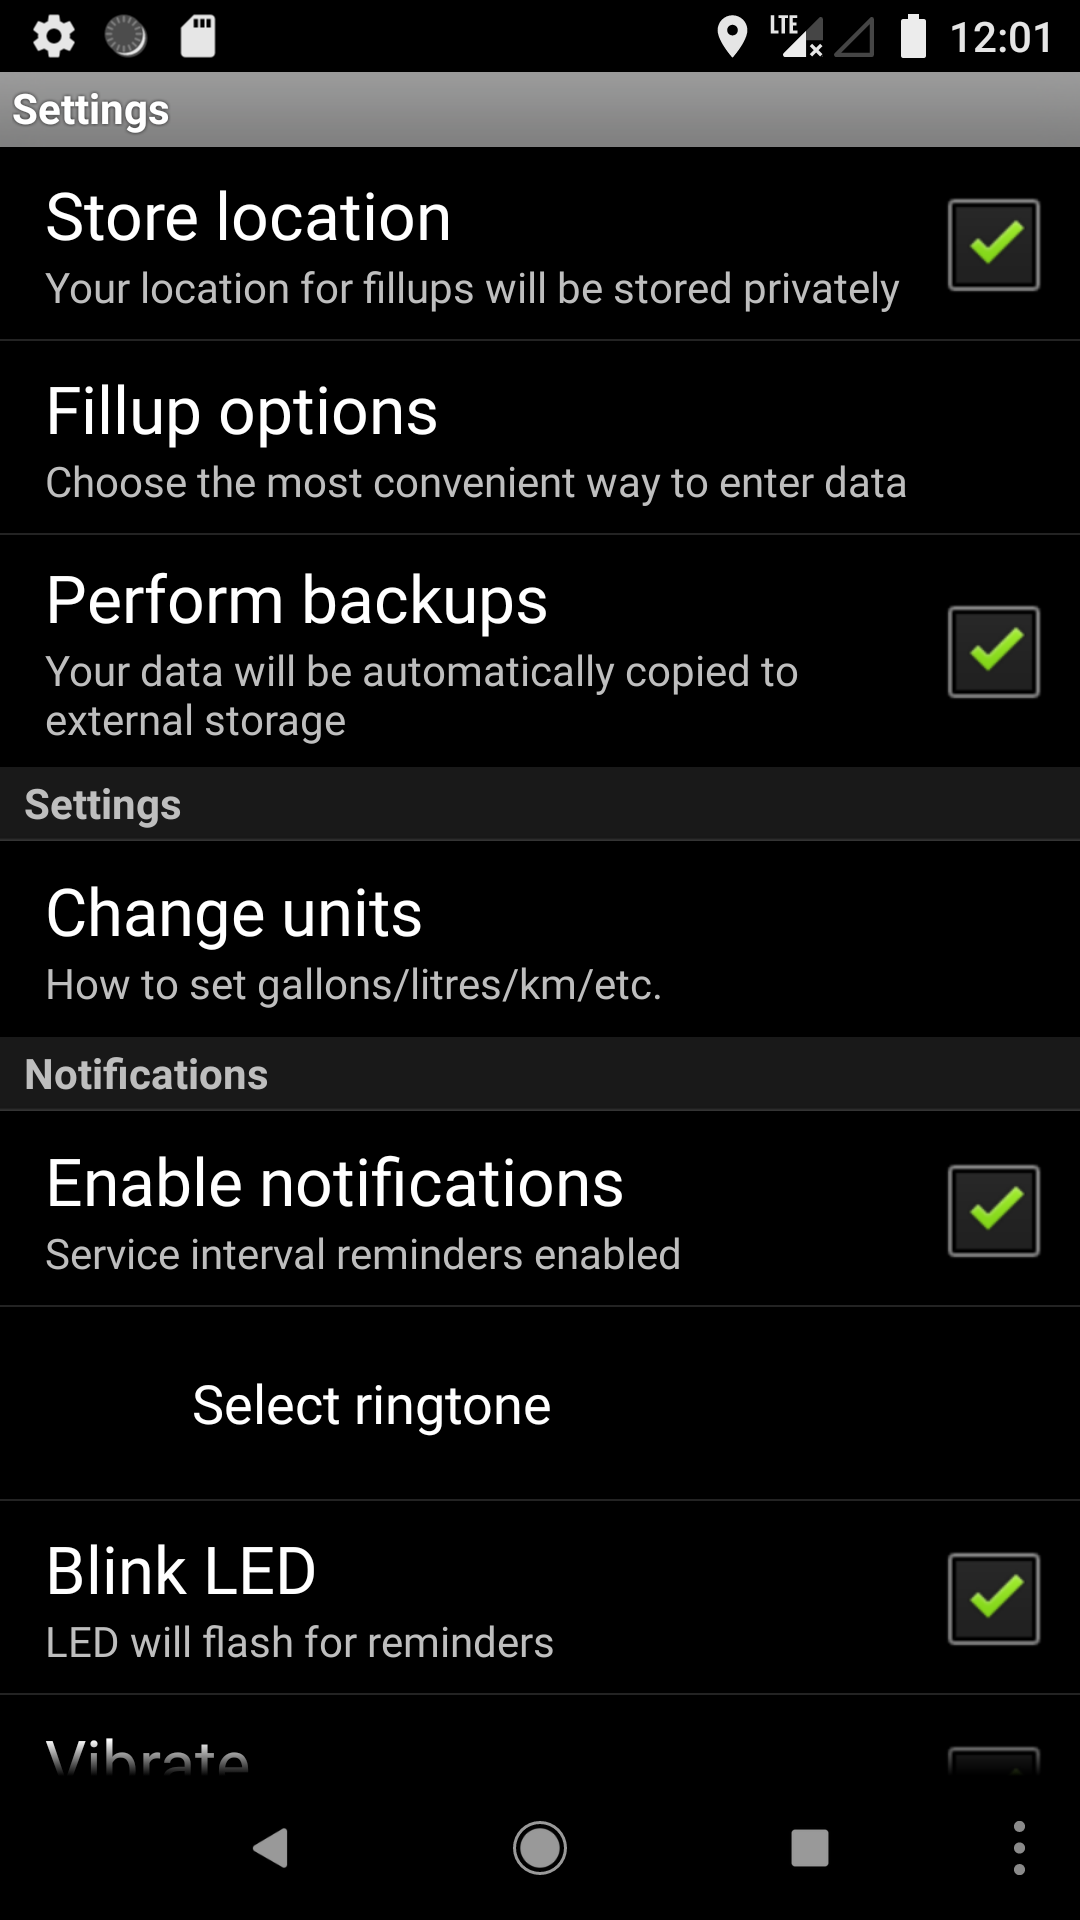 LTE 12:01
Settings
Store location
Your location for fillups will be stored privately
Fillup options
Choose the most convenient way to enter data
Perform backups
Your data will be automatically copied to
external storage
Settings
Change units
How to set gallons/litres/km/etc.
Notifications
Enable notifications
Service interval reminders enabled
Select ringtone
Blink LED
LED will flash for reminders
Vibrate